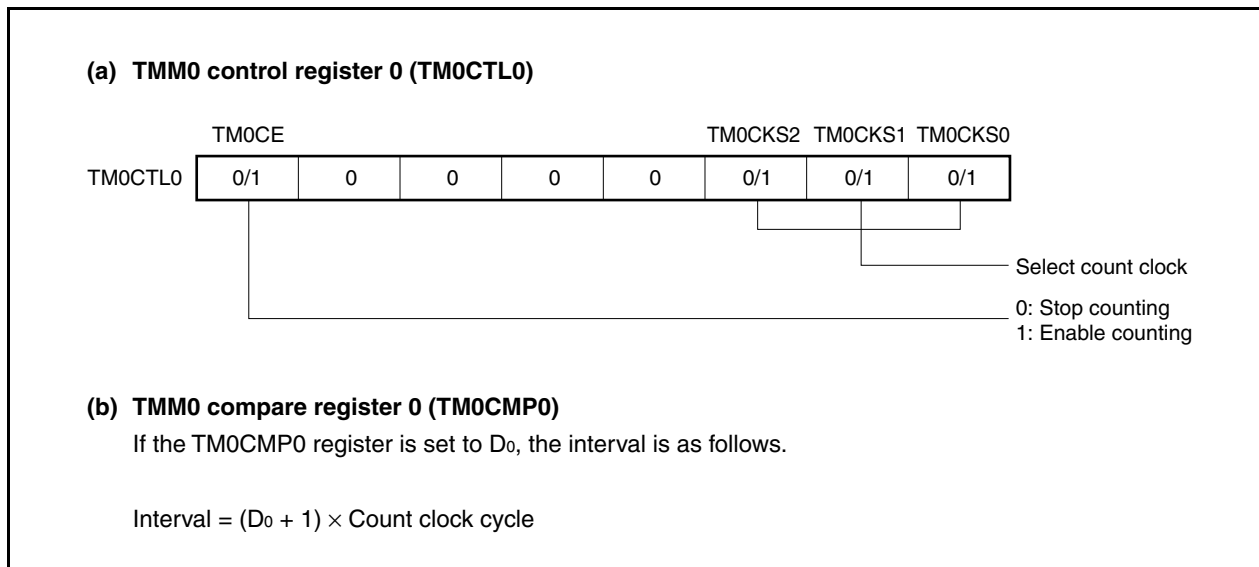 (a) TMM0 control register 0 (TM0CTL0)
TM0CE TM0CKS2 TM0CKS1 TM0CKS0
TM0CTL0 0/1 0 0 0 0 0/1 0/1 0/1
Select count clock
0: Stop counting
1: Enable counting
(b) TMM0 compare register 0 (TM0CMP0)
If the TM0CMP0 register is set to D₀, the interval is as follows.
Interval = (D₀ + 1) × Count clock cycle